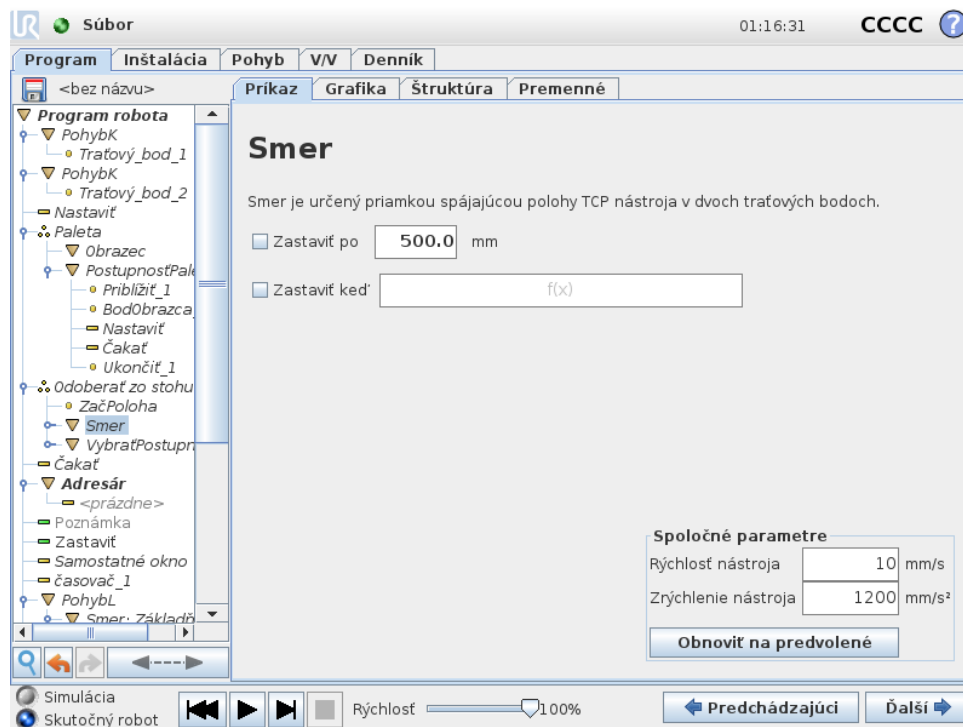 UR Súbor 01:16:31 CCCC ?
Program Inštalácia Pohyb V/V Denník
<bez názvu> Príkaz Grafika Štruktúra Premenné
Program robota
PohybK
Traťový_bod_1
PohybK
Traťový_bod_2
Nastaviť
Paleta
Obrazec
PostupnosťPale
Priblížiť_1
BodObrazca_
Nastaviť
Čakať
Ukončiť_1
Odoberať zo stohu
ZačPoloha
Smer
VybraťPostupn
Čakať
Adresár
<prázdne>
Poznámka
Zastaviť
Samostatné okno
časovač_1
PohybL
Smer: Základň
Smer
Smer je určený priamkou spájajúcou polohy TCP nástroja v dvoch traťových bodoch.
Zastaviť po 500.0 mm
Zastaviť keď f(x)
Spoločné parametre
Rýchlosť nástroja 10 mm/s
Zrýchlenie nástroja 1200 mm/s²
Obnoviť na predvolené
Simulácia
Skutočný robot
Rýchlosť 100%
Predchádzajúci Ďalší